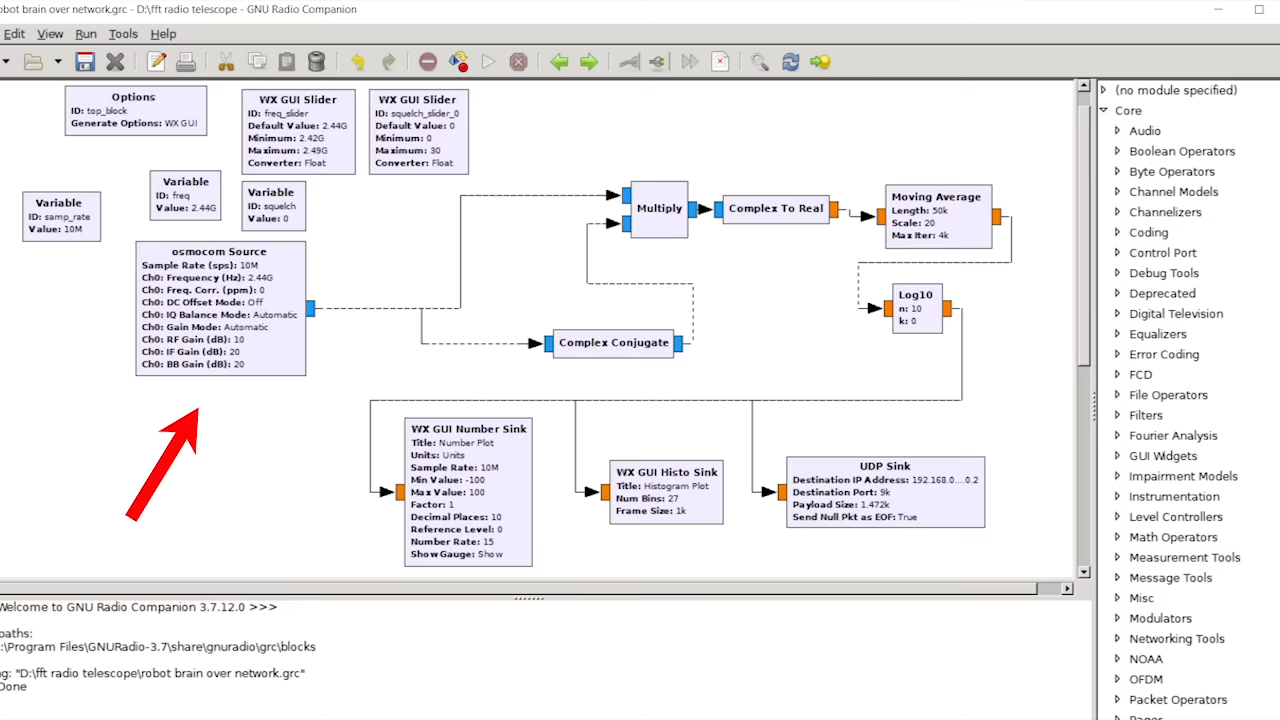 obot brain over network.grc - D:\fft radio telescope - GNU Radio Companion
Edit View Run Tools Help
Options
ID: top_block
Generate Options: WX GUI
WX GUI Slider
ID: freq_slider
Default Value: 2.44G
Minimum: 2.42G
Maximum: 2.49G
Converter: Float
WX GUI Slider
ID: squelch_slider_0
Default Value: 0
Minimum: 0
Maximum: 30
Converter: Float
Variable
ID: samp_rate
Value: 10M
Variable
ID: freq
Value: 2.44G
Variable
ID: squelch
Value: 0
osmocom Source
Sample Rate (sps): 10M
Ch0: Frequency (Hz): 2.44G
Ch0: Freq. Corr. (ppm): 0
Ch0: DC Offset Mode: Off
Ch0: IQ Balance Mode: Automatic
Ch0: Gain Mode: Automatic
Ch0: RF Gain (dB): 10
Ch0: IF Gain (dB): 20
Ch0: BB Gain (dB): 20
Multiply
Complex To Real
Moving Average
Length: 50k
Scale: 20
Max Iter: 4k
Log10
n: 10
k: 0
Complex Conjugate
WX GUI Number Sink
Title: Number Plot
Units: Units
Sample Rate: 10M
Min Value: -100
Max Value: 100
Factor: 1
Decimal Places: 10
Reference Level: 0
Number Rate: 15
Show Gauge: Show
WX GUI Histo Sink
Title: Histogram Plot
Num Bins: 27
Frame Size: 1k
UDP Sink
Destination IP Address: 192.168.0....0.2
Destination Port: 9k
Payload Size: 1.472k
Send Null Pkt as EOF: True
(no module specified)
Core
Audio
Boolean Operators
Byte Operators
Channel Models
Channelizers
Coding
Control Port
Debug Tools
Deprecated
Digital Television
Equalizers
Error Coding
FCD
File Operators
Filters
Fourier Analysis
GUI Widgets
Impairment Models
Instrumentation
Level Controllers
Math Operators
Measurement Tools
Message Tools
Misc
Modulators
Networking Tools
NOAA
OFDM
Packet Operators
Welcome to GNU Radio Companion 3.7.12.0 >>>
paths:
:\Program Files\GNURadio-3.7\share\gnuradio\grc\blocks
ng: "D:\fft radio telescope\robot brain over network.grc"
Done